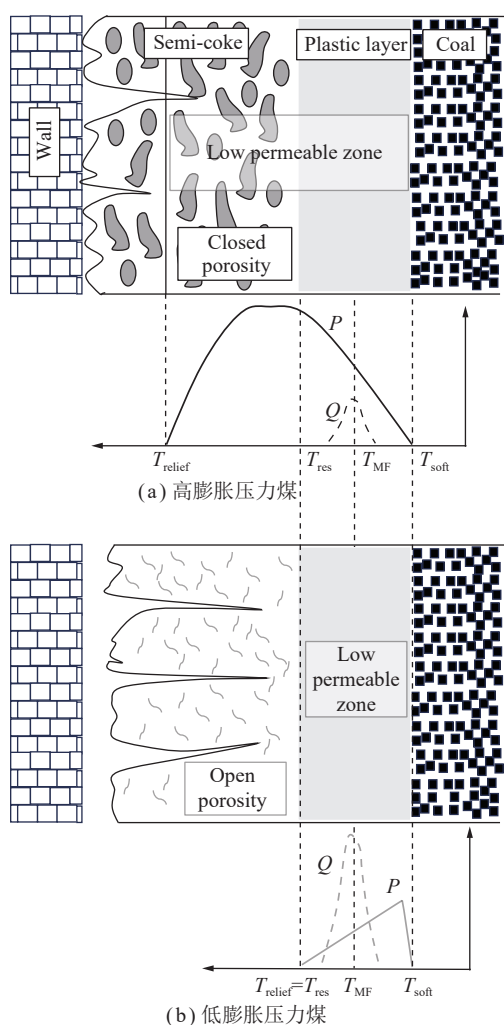 Semi-coke
Plastic layer
Coal
Wall
Low permeable zone
Closed
porosity
P
Q
T_relief
T_res
T_MF
T_soft
(a) 高膨胀压力煤
Low
permeable
zone
Open
porosity
Q
P
T_relief=T_res
T_MF
T_soft
(b) 低膨胀压力煤